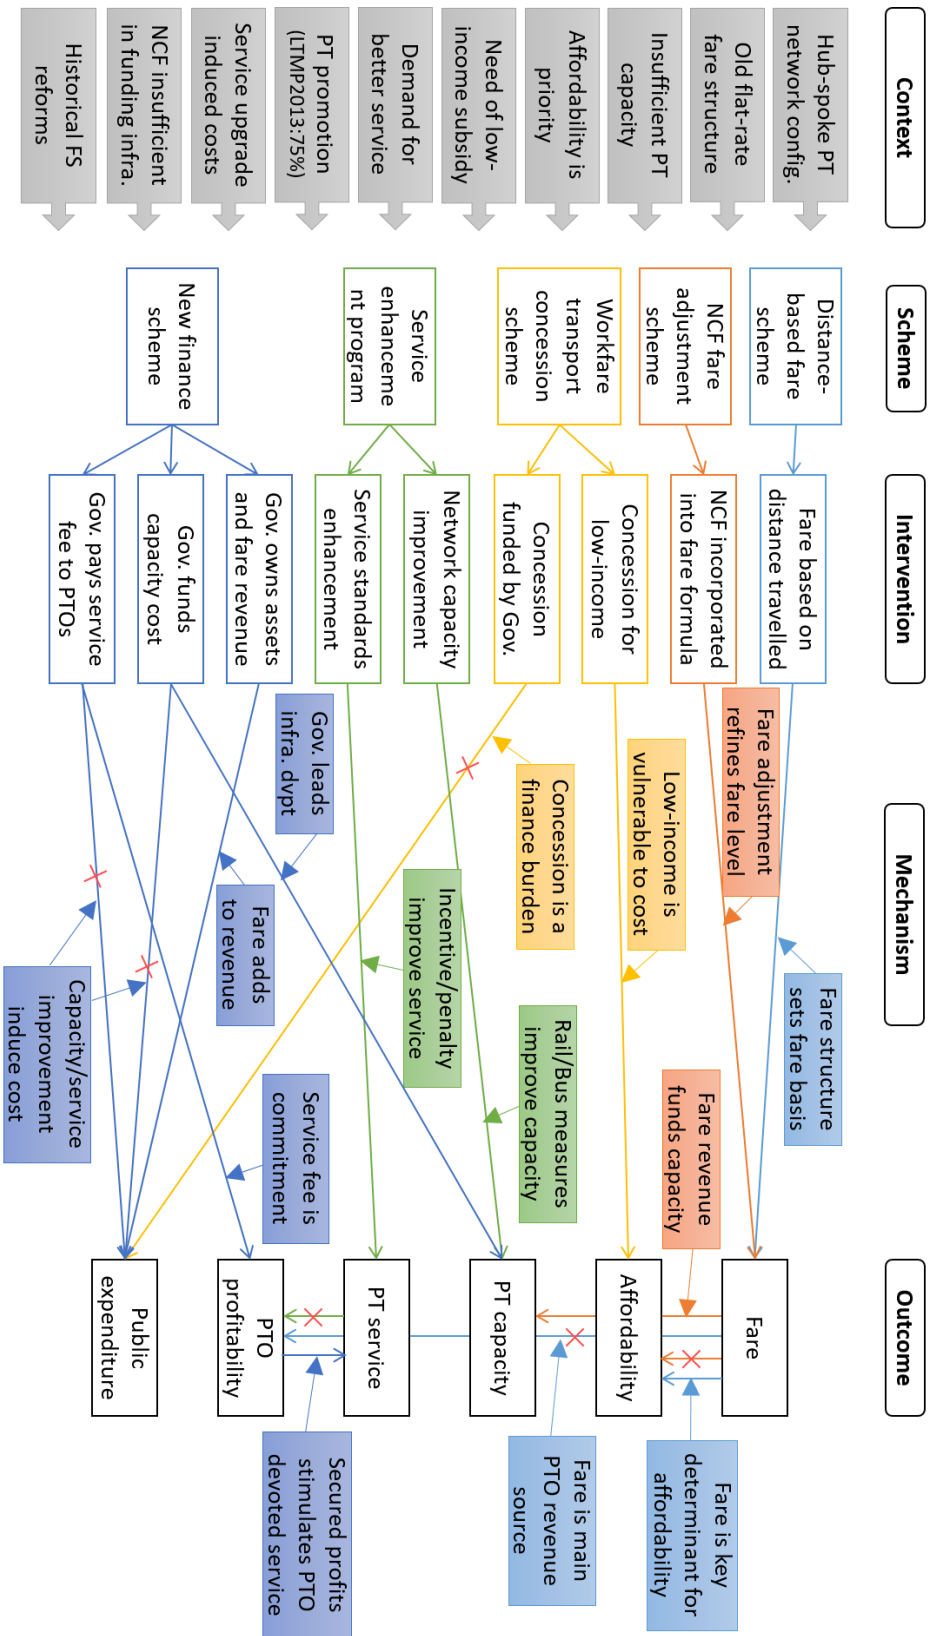 Context
Scheme
Intervention
Mechanism
Outcome
Hub-spoke PT
network config.
Old flat-rate
fare structure
Insufficient PT
capacity
Affordability is
priority
Need of low-
income subsidy
Demand for
better service
PT promotion
(LTMP2013:75%)
Service upgrade
induced costs
NCF insufficient
in funding infra.
Historical FS
reforms
Distance-
based fare
scheme
NCF fare
adjustment
scheme
Workfare
transport
concession
scheme
Service
enhanceme
nt program
New finance
scheme
Fare based on
distance travelled
NCF incorporated
into fare formula
Concession for
low-income
Concession
funded by Gov.
Network capacity
improvement
Service standards
enhancement
Gov. owns assets
and fare revenue
Gov. funds
capacity cost
Gov. pays service
fee to PTOs
Fare structure
sets fare basis
Fare adjustment
refines fare level
Fare revenue
funds capacity
Low-income is
vulnerable to cost
Rail/Bus measures
improve capacity
Concession is a
finance burden
Incentive/penalty
improve service
Gov. leads
infra. dvpt
Service fee is
commitment
Fare adds
to revenue
Capacity/service
improvement
induce cost
Fare
Affordability
PT capacity
PT service
PTO
profitability
Public
expenditure
Fare is key
determinant for
affordability
Fare is main
PTO revenue
source
Secured profits
stimulates PTO
devoted service